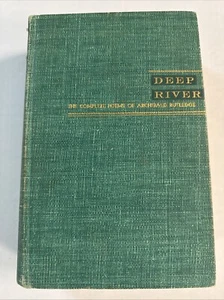 DEEP
RIVER
THE COMPLETE POEMS OF ARCHIBALD RUTLEDGE